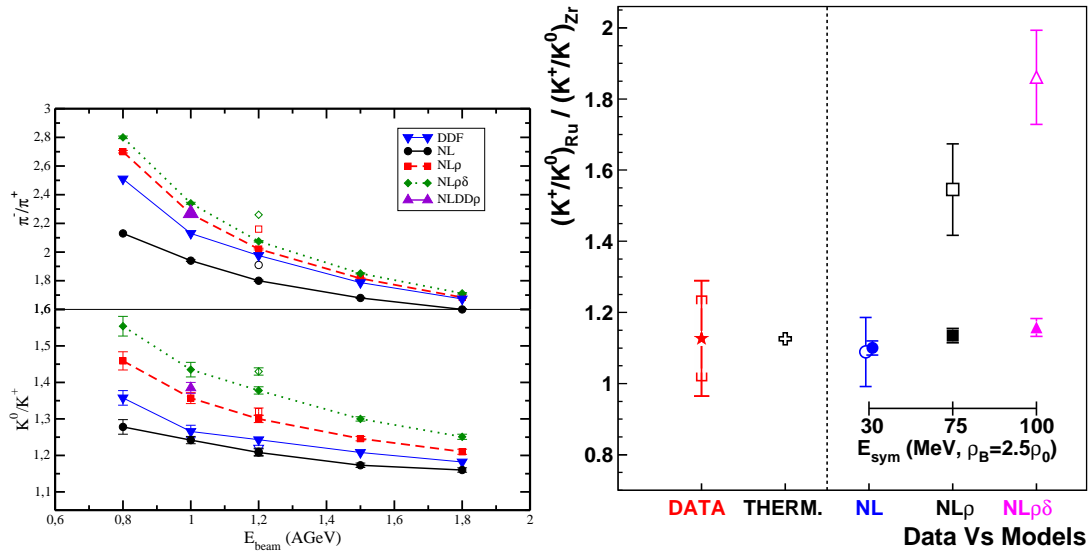 2,8
2,6
2,4
2,2
2
1,8
1,6
π⁻/π⁺
DDF
NL
NLρ
NLρδ
NLDDρ
1,5
1,4
1,3
1,2
1,1
K⁰/K⁺
0,6 0,8 1 1,2 1,4 1,6 1,8 2
E_beam (AGeV)
(K⁺/K⁰)_Ru / (K⁺/K⁰)_Zr
2
1.8
1.6
1.4
1.2
1
0.8
30 75 100
E_sym (MeV, ρ_B=2.5ρ_0)
DATA THERM. NL NLρ NLρδ
Data Vs Models